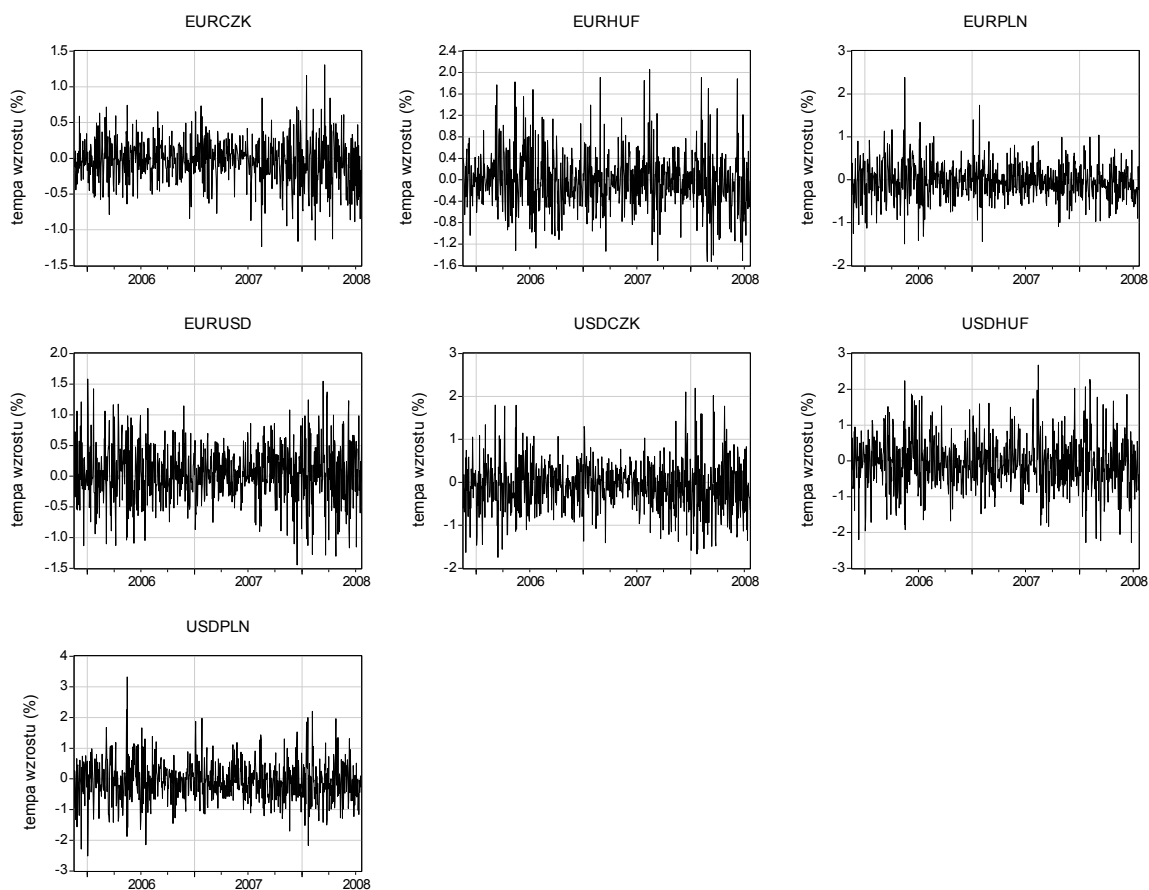 EURCZK
tempa wzrostu (%)
1.5
1.0
0.5
0.0
-0.5
-1.0
-1.5
2006 2007 2008
EURHUF
tempa wzrostu (%)
2.4
2.0
1.6
1.2
0.8
0.4
0.0
-0.4
-0.8
-1.2
-1.6
2006 2007 2008
EURPLN
tempa wzrostu (%)
3
2
1
0
-1
-2
2006 2007 2008
EURUSD
tempa wzrostu (%)
2.0
1.5
1.0
0.5
0.0
-0.5
-1.0
-1.5
2006 2007 2008
USDCZK
tempa wzrostu (%)
3
2
1
0
-1
-2
2006 2007 2008
USDHUF
tempa wzrostu (%)
3
2
1
0
-1
-2
-3
2006 2007 2008
USDPLN
tempa wzrostu (%)
4
3
2
1
0
-1
-2
-3
2006 2007 2008